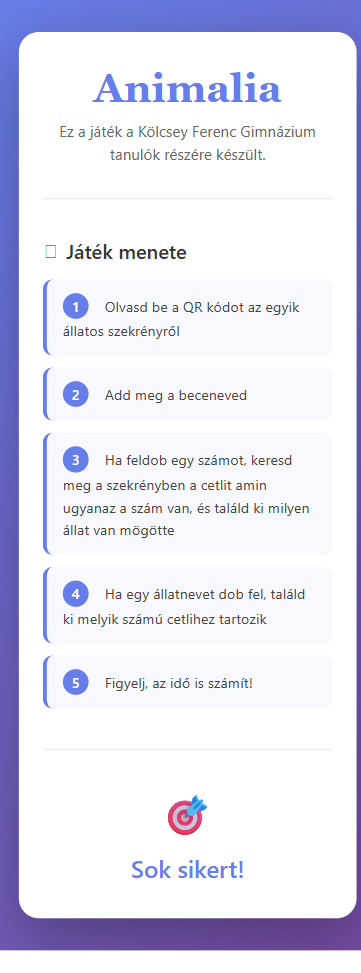 Animalia
Ez a játék a Kölcsey Ferenc Gimnázium
tanulók részére készült.
Játék menete
1 Olvasd be a QR kódot az egyik
állatos szekrényről
2 Add meg a beceneved
3 Ha feldob egy számot, keresd
meg a szekrényben a cetlit amin
ugyanaz a szám van, és találd ki milyen
állat van mögötte
4 Ha egy állatnevet dob fel, találd
ki melyik számú cetlihez tartozik
5 Figyelj, az idő is számít!
Sok sikert!